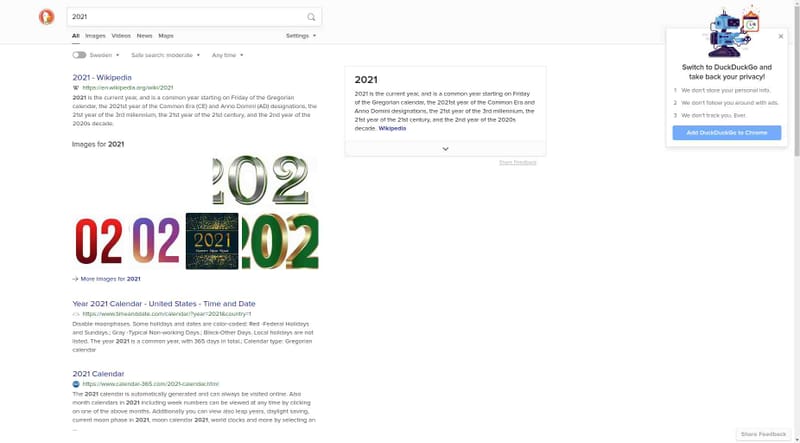 2021
All Images Videos News Maps Settings
Sweden Safe search: moderate Any time
2021 - Wikipedia
https://en.wikipedia.org/wiki/2021
2021 is the current year, and is a common year starting on Friday of the Gregorian
calendar, the 2021st year of the Common Era (CE) and Anno Domini (AD) designations, the
21st year of the 3rd millennium, the 21st year of the 21st century, and the 2nd year of the
2020s decade.
Images for 2021
202
02
02
2021
202
→ More Images for 2021
Year 2021 Calendar - United States - Time and Date
https://www.timeanddate.com/calendar/?year=2021&country=1
Disable moonphases. Some holidays and dates are color-coded: Red -Federal Holidays
and Sundays.; Gray -Typical Non-working Days.; Black-Other Days. Local holidays are not
listed. The year 2021 is a common year, with 365 days in total.; Calendar type: Gregorian
calendar
2021 Calendar
https://www.calendar-365.com/2021-calendar.html
The 2021 calendar is automatically generated and can always be visited online. Also
month calendars in 2021 including week numbers can be viewed at any time by clicking
on one of the above months. Additionally you can view also leap years, daylight saving,
current moon phase in 2021, moon calendar 2021, world clocks and more by selecting an
...
2021
2021 is the current year, and is a common year starting on Friday
of the Gregorian calendar, the 2021st year of the Common Era and
Anno Domini designations, the 21st year of the 3rd millennium, the
21st year of the 21st century, and the 2nd year of the 2020s
decade. Wikipedia
Share Feedback
Switch to DuckDuckGo and
take back your privacy!
1 We don't store your personal info.
2 We don't follow you around with ads.
3 We don't track you. Ever.
Add DuckDuckGo to Chrome
Share Feedback